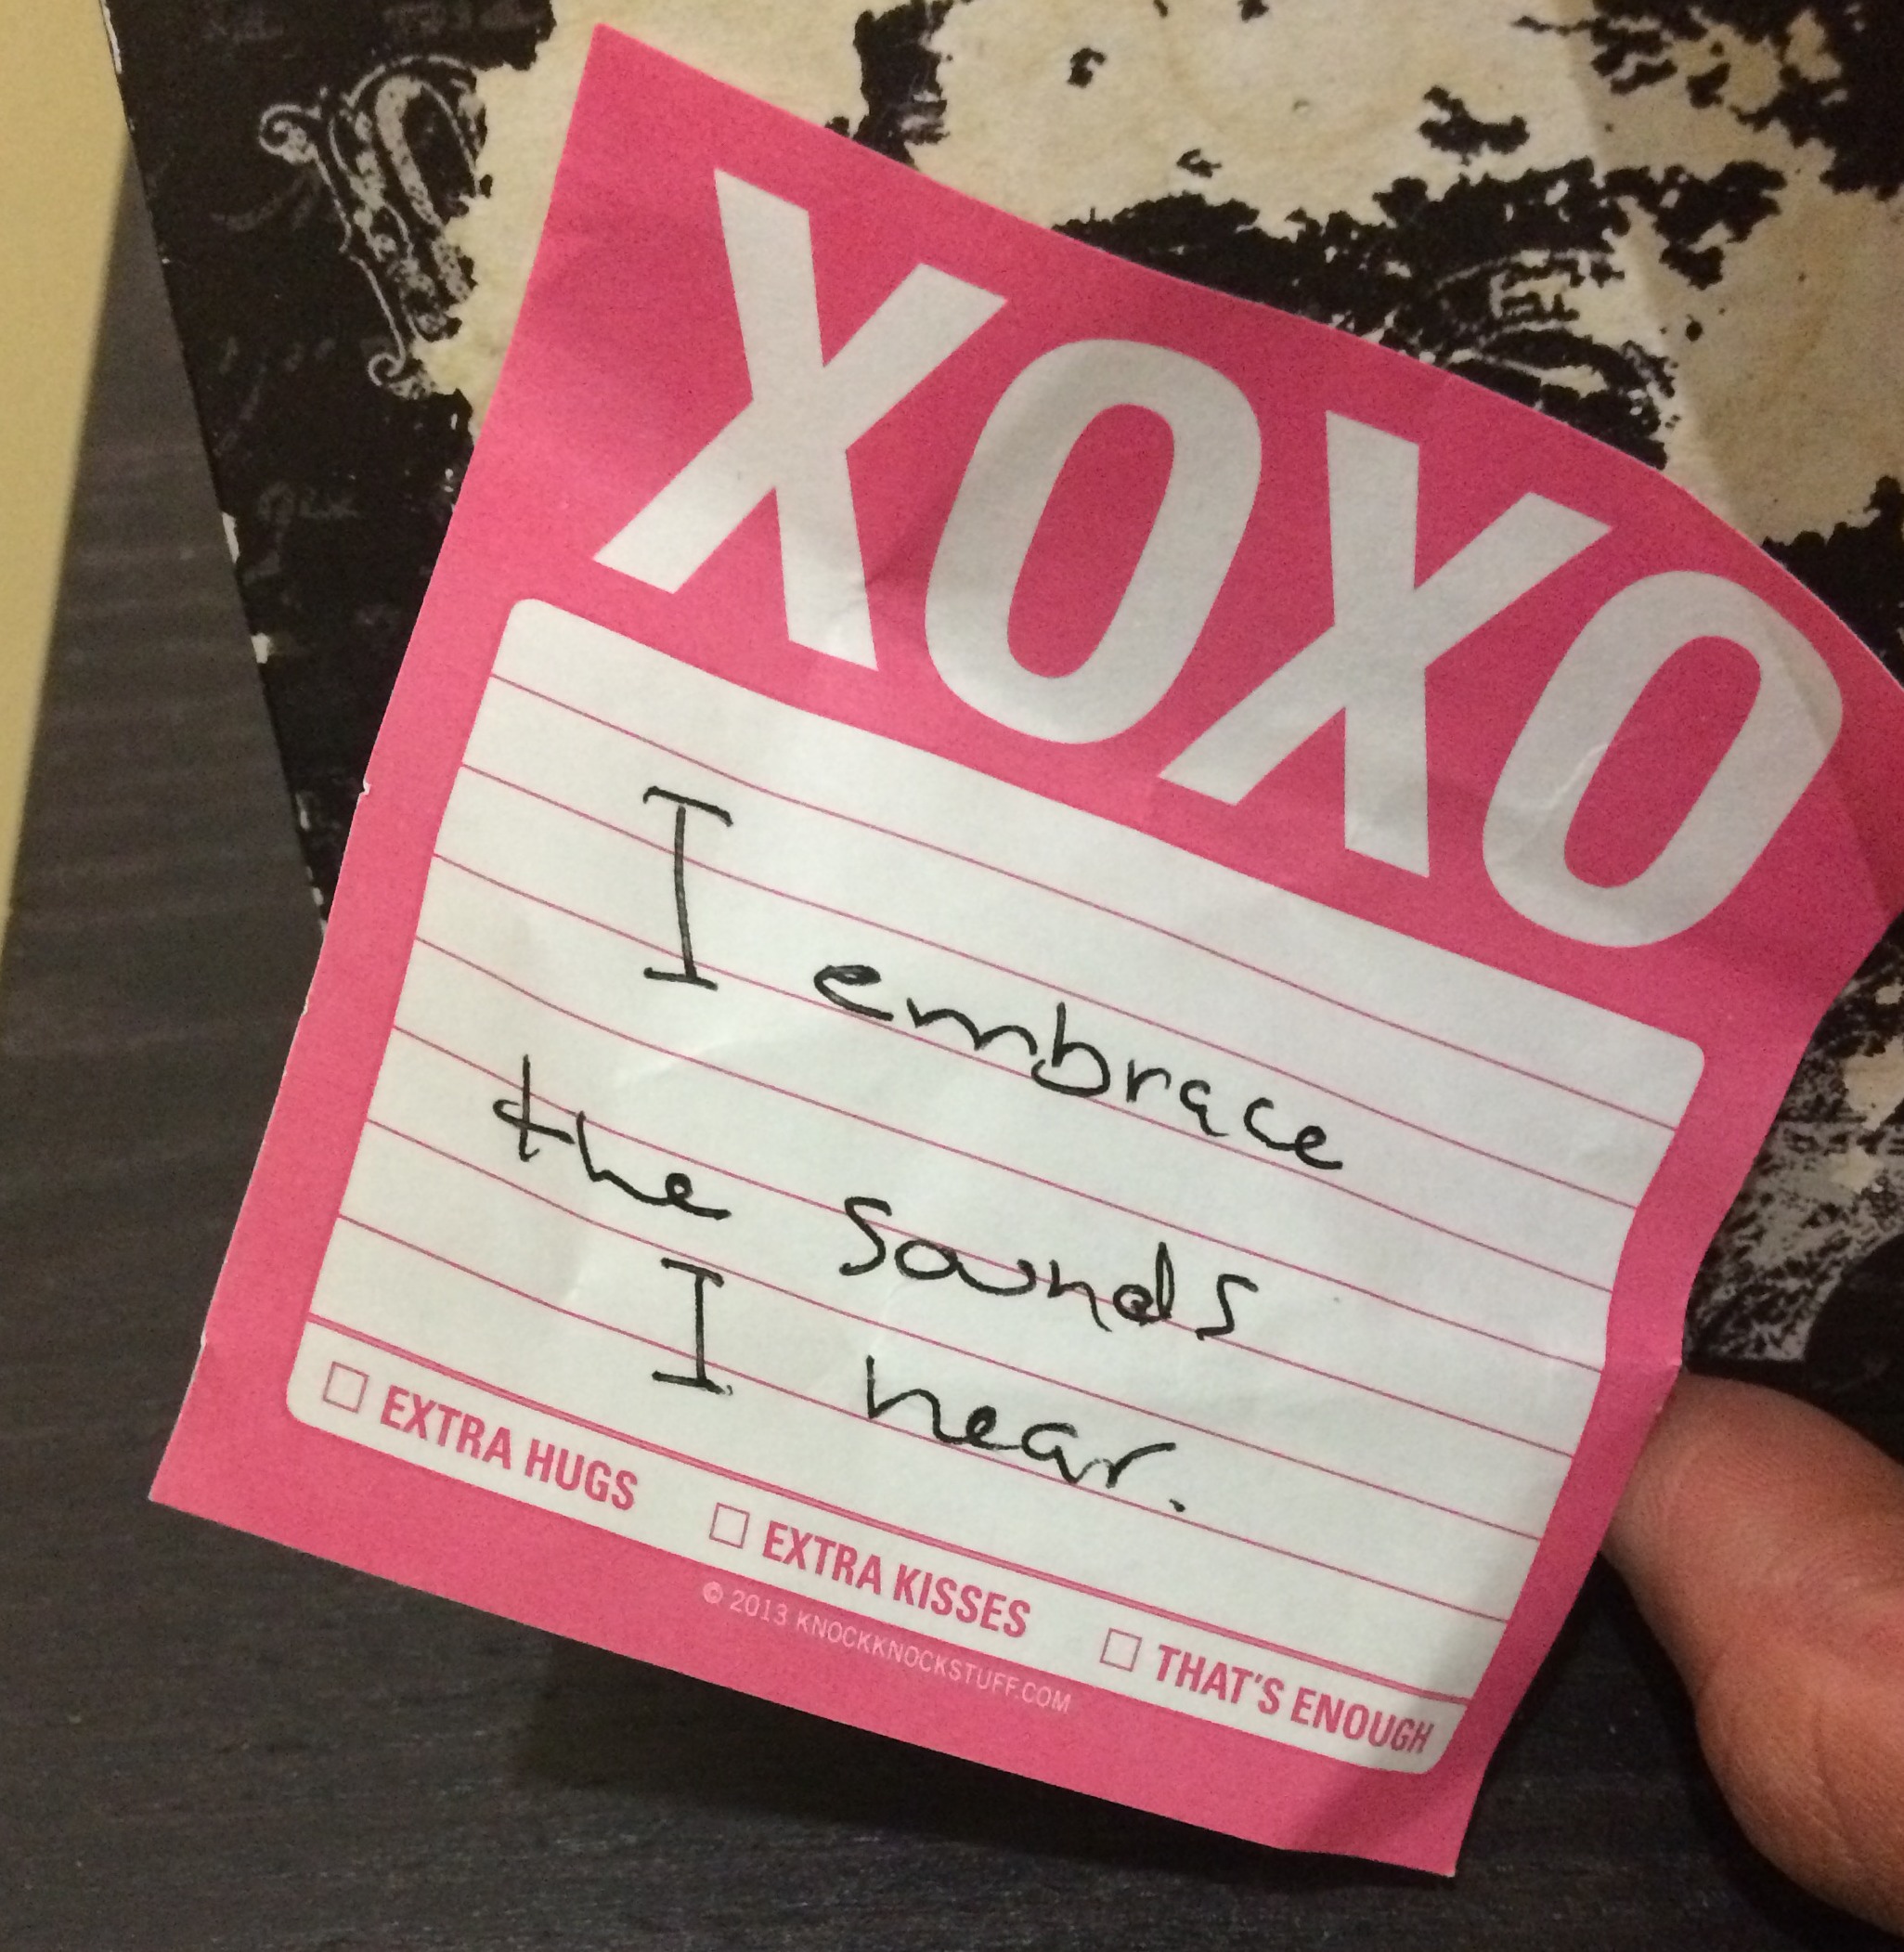 XOXO
I embrace
the sounds
I hear.
☐ EXTRA HUGS ☐ EXTRA KISSES ☐ THAT'S ENOUGH
© 2013 KNOCKKNOCKSTUFF.COM